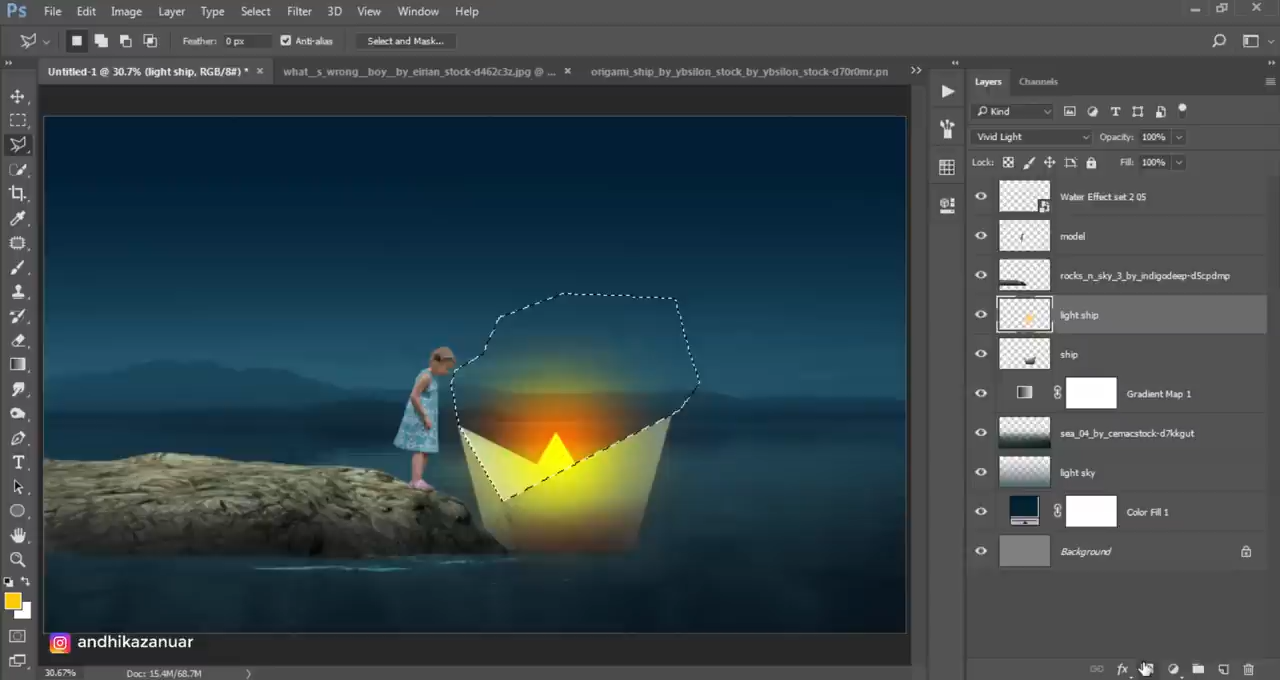 Ps File Edit Image Layer Type Select Filter 3D View Window Help
Feather: 0 px Anti-alias Select and Mask...
Untitled-1 @ 30.7% (light ship, RGB/8#) * × what__s_wrong__boy__by_eirian_stock-d462c3z.jpg @ ... × origami_ship_by_ybsilon_stock_by_ybsilon_stock-d70r0mr.pn
Layers Channels
Kind
Vivid Light Opacity: 100%
Lock: Fill: 100%
Water Effect set 2 05
model
rocks_n_sky_3_by_indigodeep-d5cpdmp
light ship
ship
Gradient Map 1
sea_04_by_cemacstock-d7kkgut
light sky
Color Fill 1
Background
andhikazanuar
30.67% Doc: 15.4M/68.7M
fx